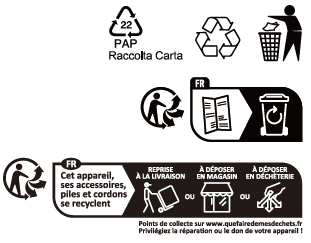 22
PAP
Raccolta Carta
FR
FR
Cet appareil,
ses accessoires,
piles et cordons
se recyclent
REPRISE
À LA LIVRAISON
OU
À DÉPOSER
EN MAGASIN
OU
À DÉPOSER
EN DÉCHÈTERIE
Points de collecte sur www.quefairedemesdechets.fr
Privilégiez la réparation ou le don de votre appareil !